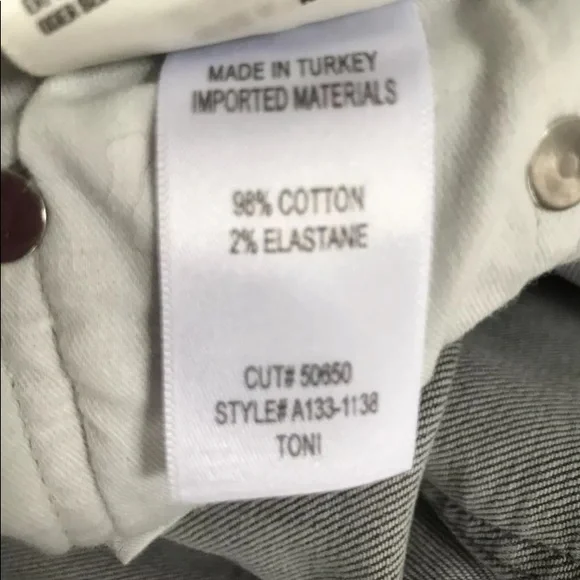 MADE IN TURKEY
IMPORTED MATERIALS
98% COTTON
2% ELASTANE
CUT# 50650
STYLE# A133-1138
TONI